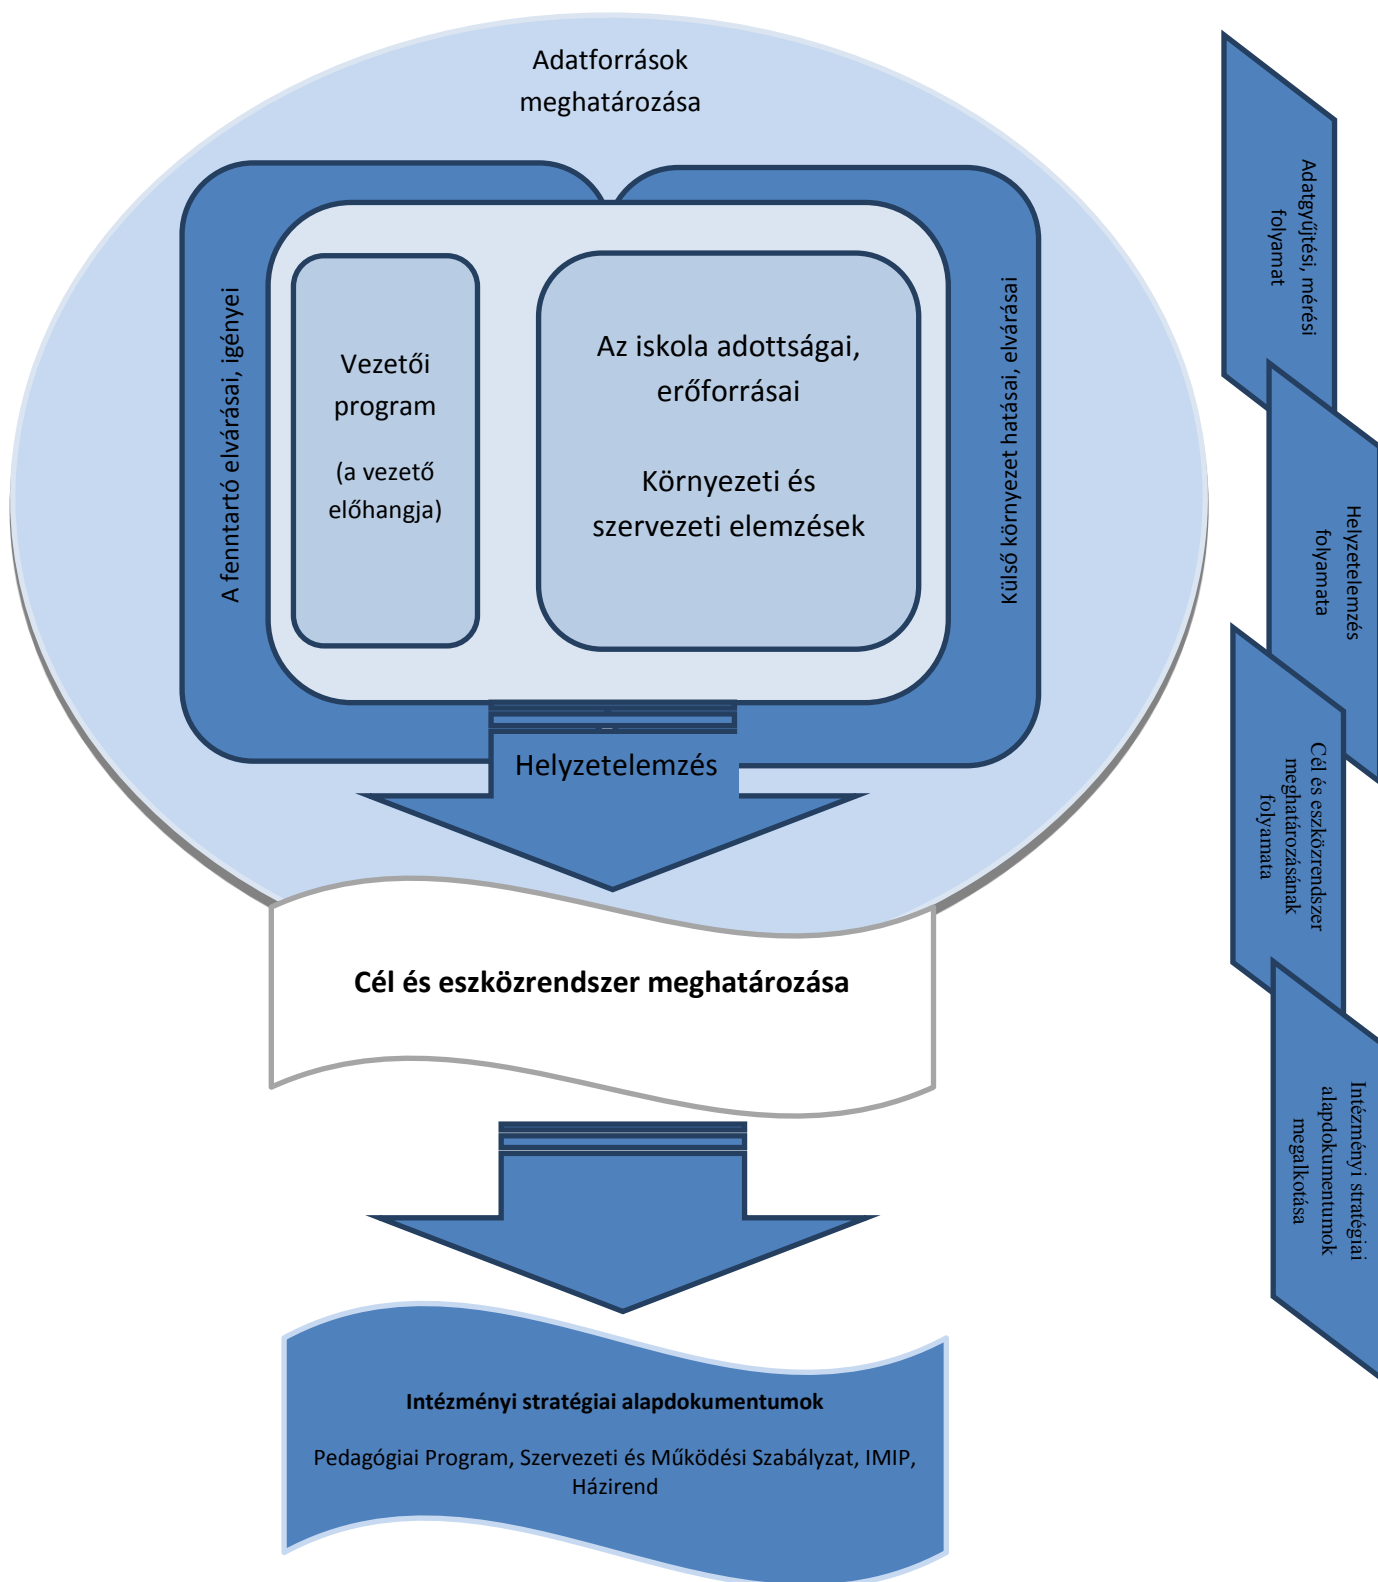 Adatforrások
meghatározása
A fenntartó elvárásai, igényei
Vezetői
program
(a vezető
előhangja)
Az iskola adottságai,
erőforrásai
Környezeti és
szervezeti elemzések
Külső környezet hatásai, elvárásai
Helyzetelemzés
Cél és eszközrendszer meghatározása
Intézményi stratégiai alapdokumentumok
Pedagógiai Program, Szervezeti és Működési Szabályzat, IMIP,
Házirend
Adatgyűjtési, mérési
folyamat
Helyzetelemzés
folyamata
Cél és eszközrendszer
meghatározásának
folyamata
Intézményi stratégiai
alapdokumentumok
megalkotása